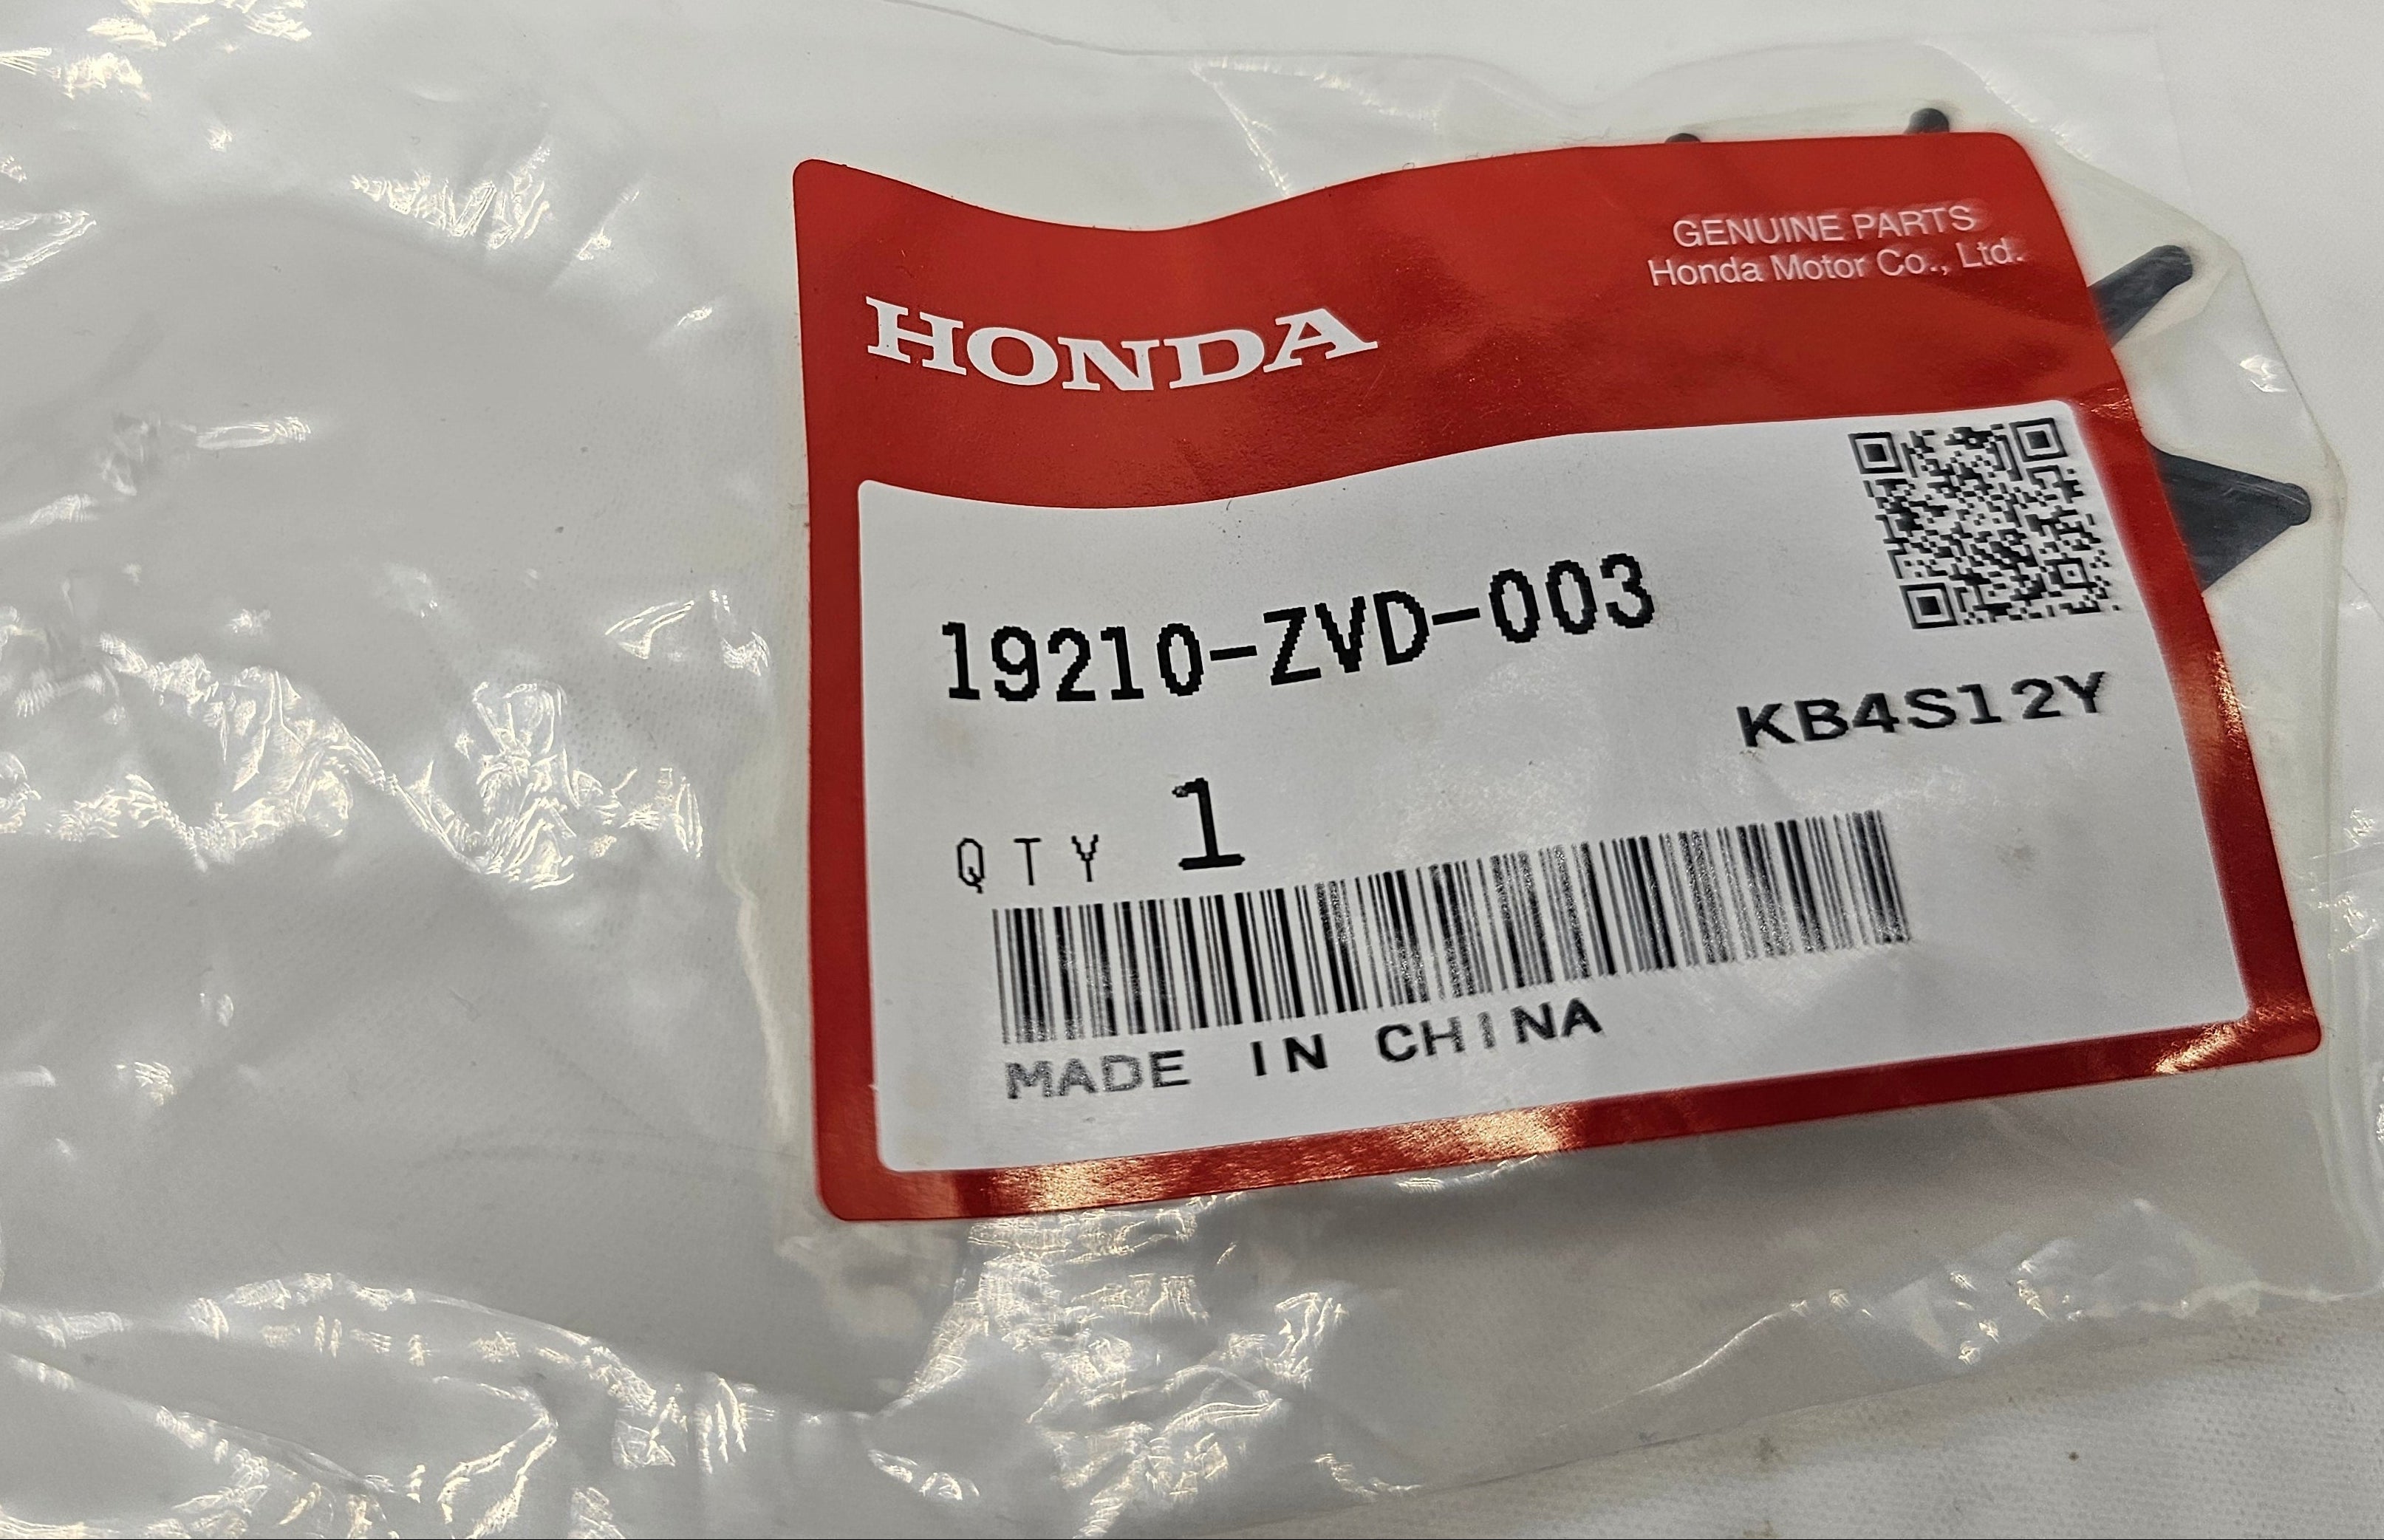 GENUINE PARTS
Honda Motor Co., Ltd.
HONDA
19210-ZVD-003
KB4S12Y
QTY 1
MADE IN CHINA